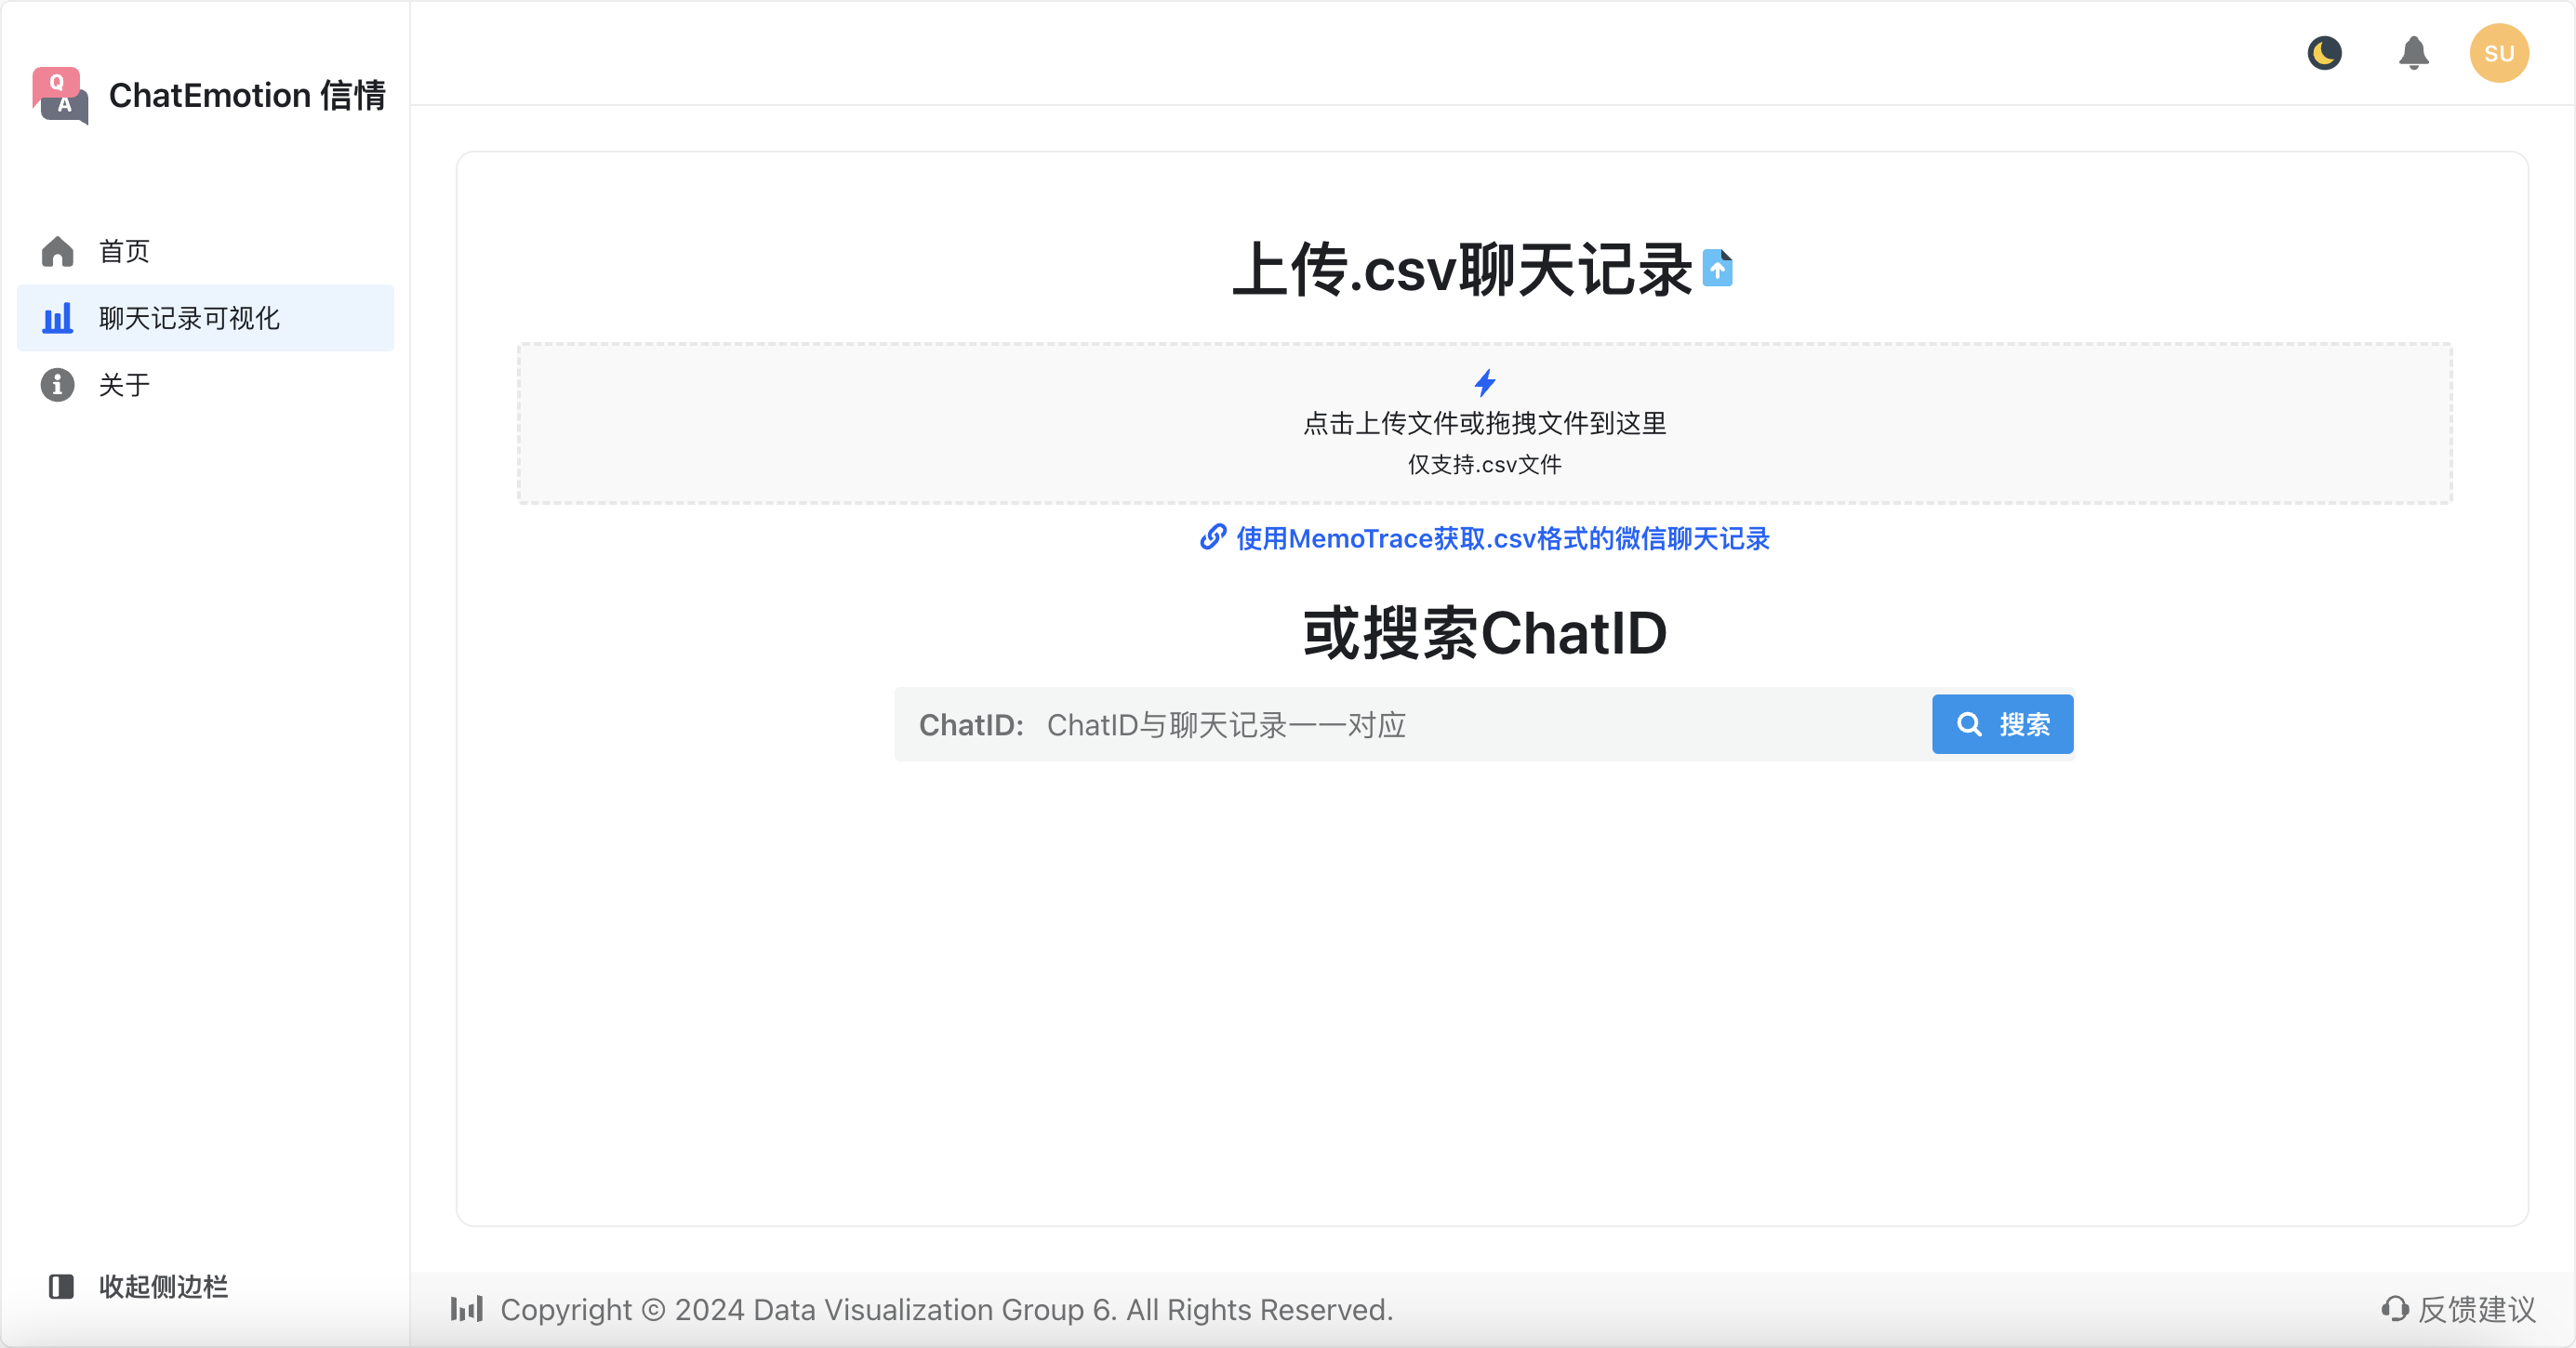 Q
A
ChatEmotion 信情
SU
首页
聊天记录可视化
关于
上传.csv聊天记录
点击上传文件或拖拽文件到这里
仅支持.csv文件
使用MemoTrace获取.csv格式的微信聊天记录
或搜索ChatID
ChatID: ChatID与聊天记录一一对应
搜索
收起侧边栏
Copyright © 2024 Data Visualization Group 6. All Rights Reserved.
反馈建议